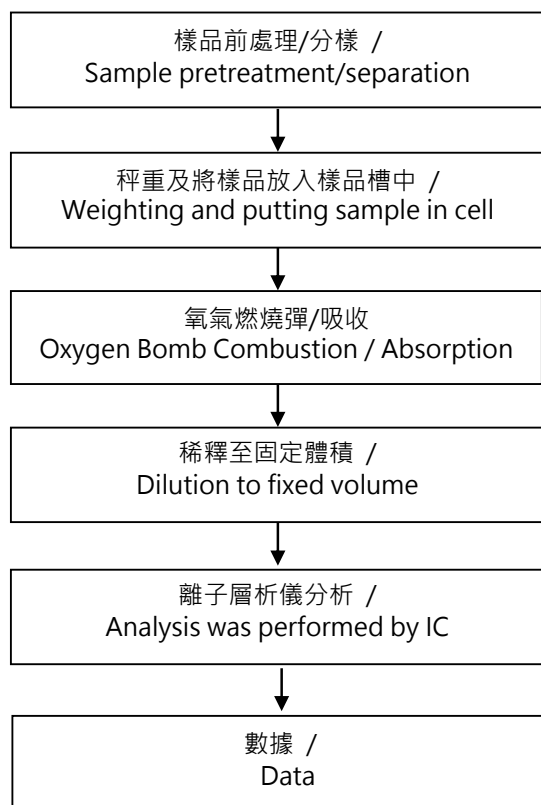 樣品前處理/分樣 /
Sample pretreatment/separation
秤重及將樣品放入樣品槽中 /
Weighting and putting sample in cell
氧氣燃燒彈/吸收
Oxygen Bomb Combustion / Absorption
稀釋至固定體積 /
Dilution to fixed volume
離子層析儀分析 /
Analysis was performed by IC
數據 /
Data